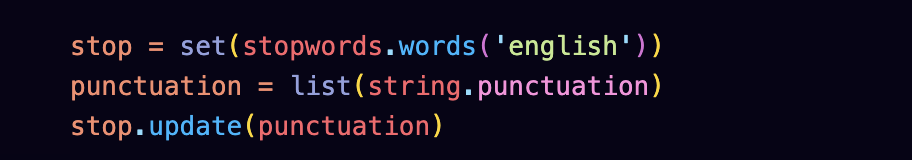 stop = set(stopwords.words('english'))
punctuation = list(string.punctuation)
stop.update(punctuation)